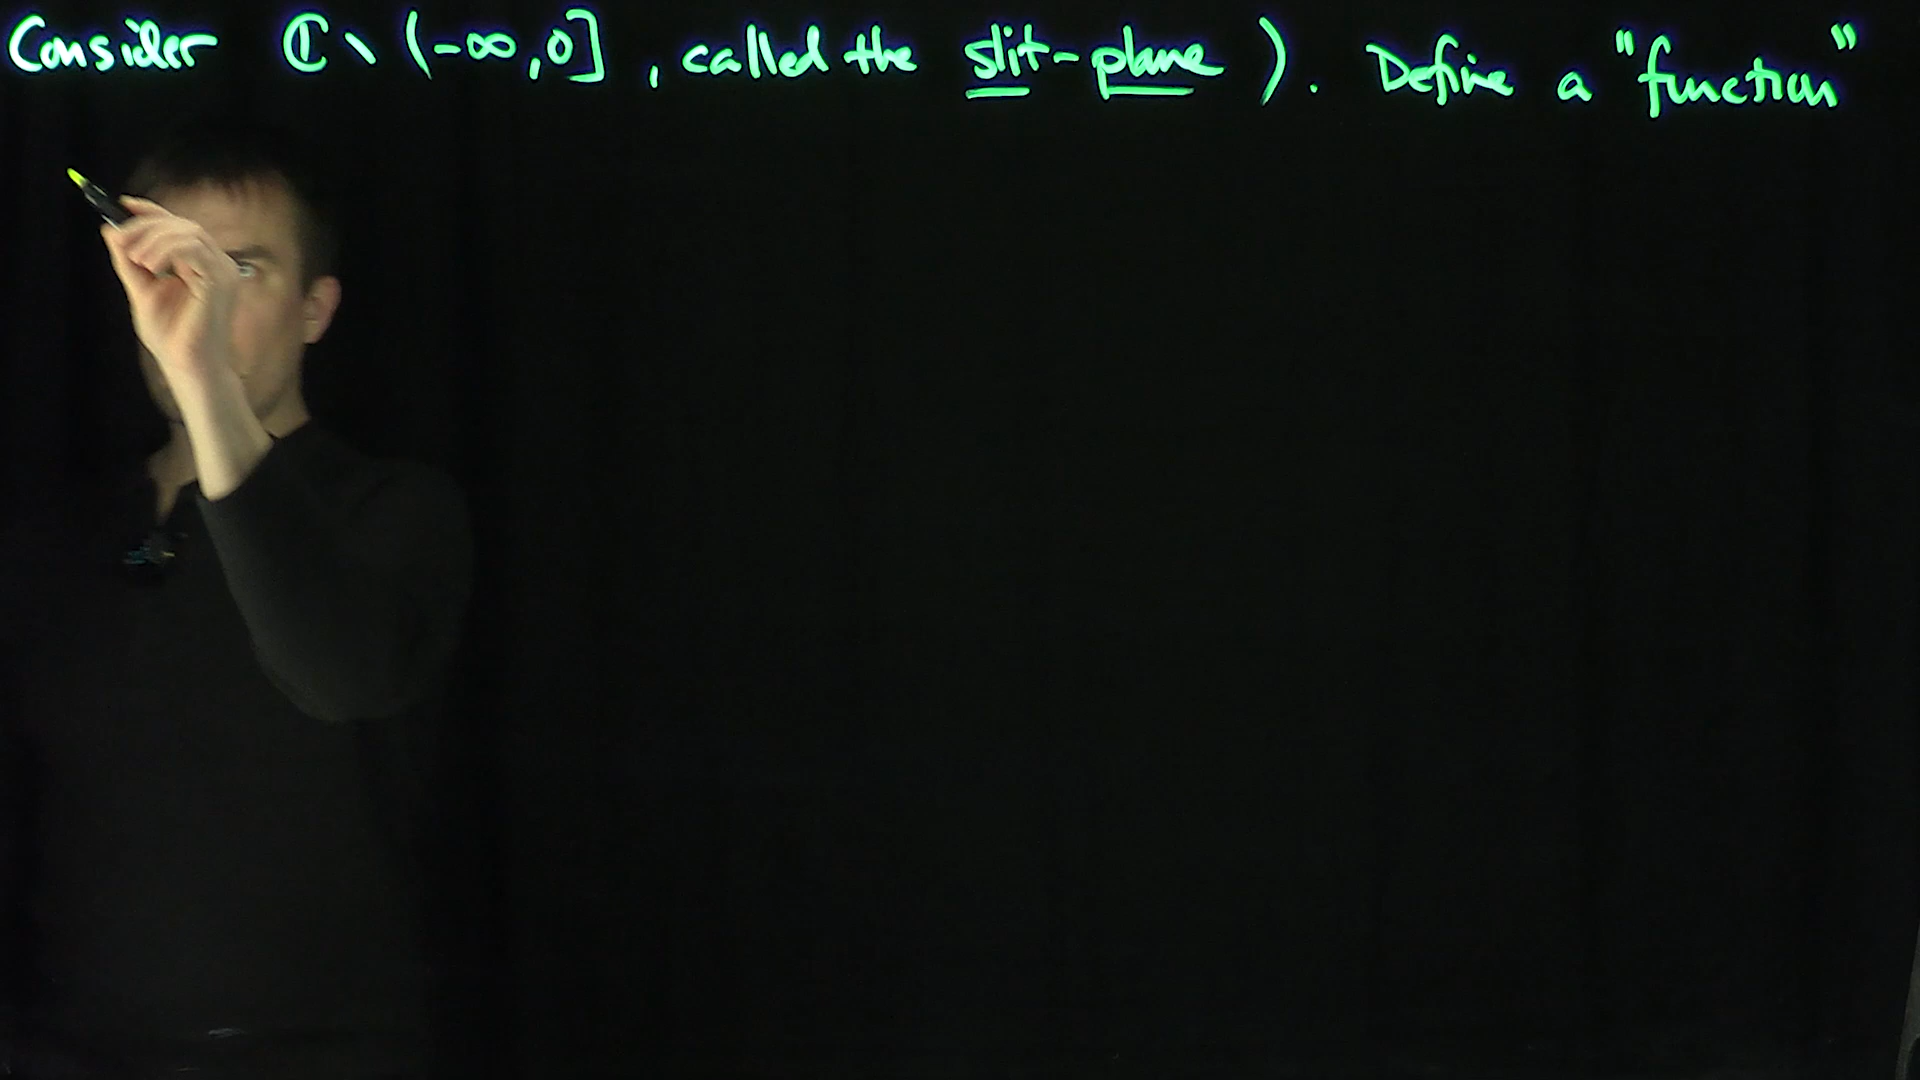 Consider ℂ \ (-∞,0] , called the slit-plane ). Define a "function"